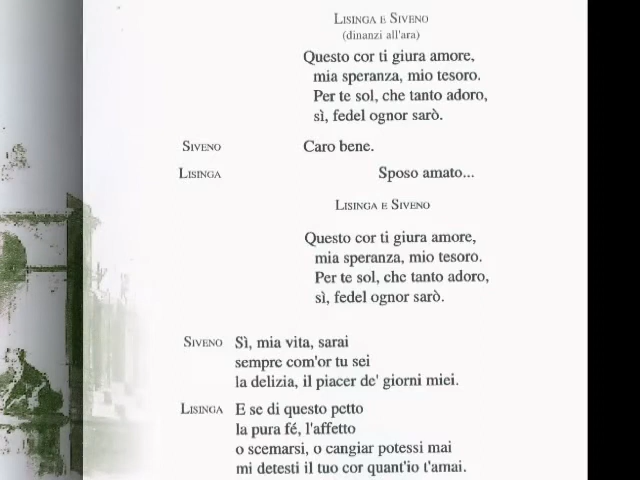 LISINGA E SIVENO
(dinanzi all'ara)
Questo cor ti giura amore,
mia speranza, mio tesoro.
Per te sol, che tanto adoro,
sì, fedel ognor sarò.
SIVENO Caro bene.
LISINGA Sposo amato...
LISINGA E SIVENO
Questo cor ti giura amore,
mia speranza, mio tesoro.
Per te sol, che tanto adoro,
sì, fedel ognor sarò.
SIVENO Sì, mia vita, sarai
sempre com'or tu sei
la delizia, il piacer de' giorni miei.
LISINGA E se di questo petto
la pura fé, l'affetto
o scemarsi, o cangiar potessi mai
mi detesti il tuo cor quant'io t'amai.